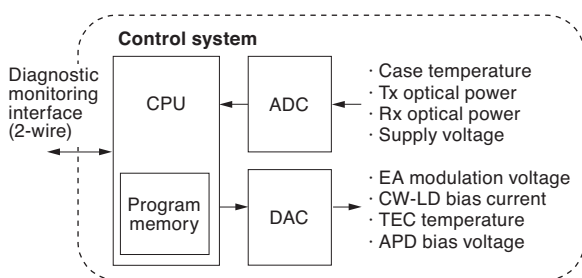 Control system
Diagnostic
monitoring
interface
(2-wire)
CPU
Program
memory
ADC
DAC
· Case temperature
· Tx optical power
· Rx optical power
· Supply voltage
· EA modulation voltage
· CW-LD bias current
· TEC temperature
· APD bias voltage